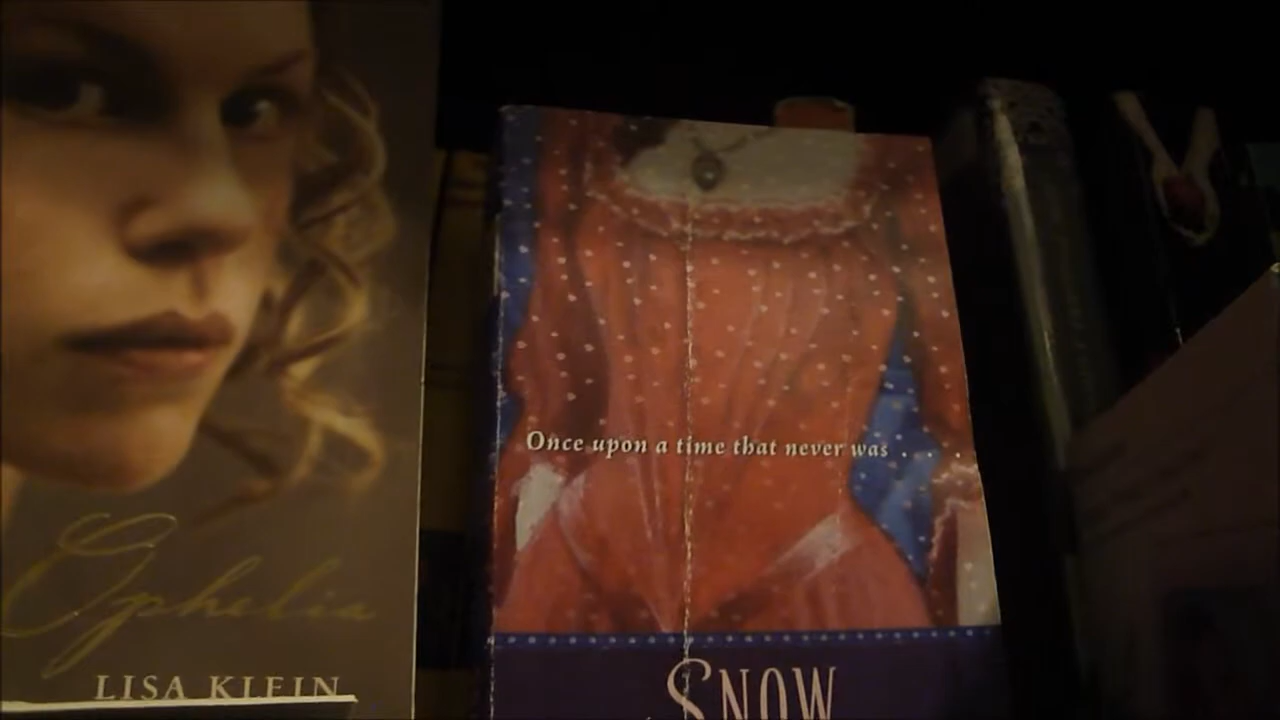 Ophelia
LISA KLEIN
Once upon a time that never was . . . .
SNOW